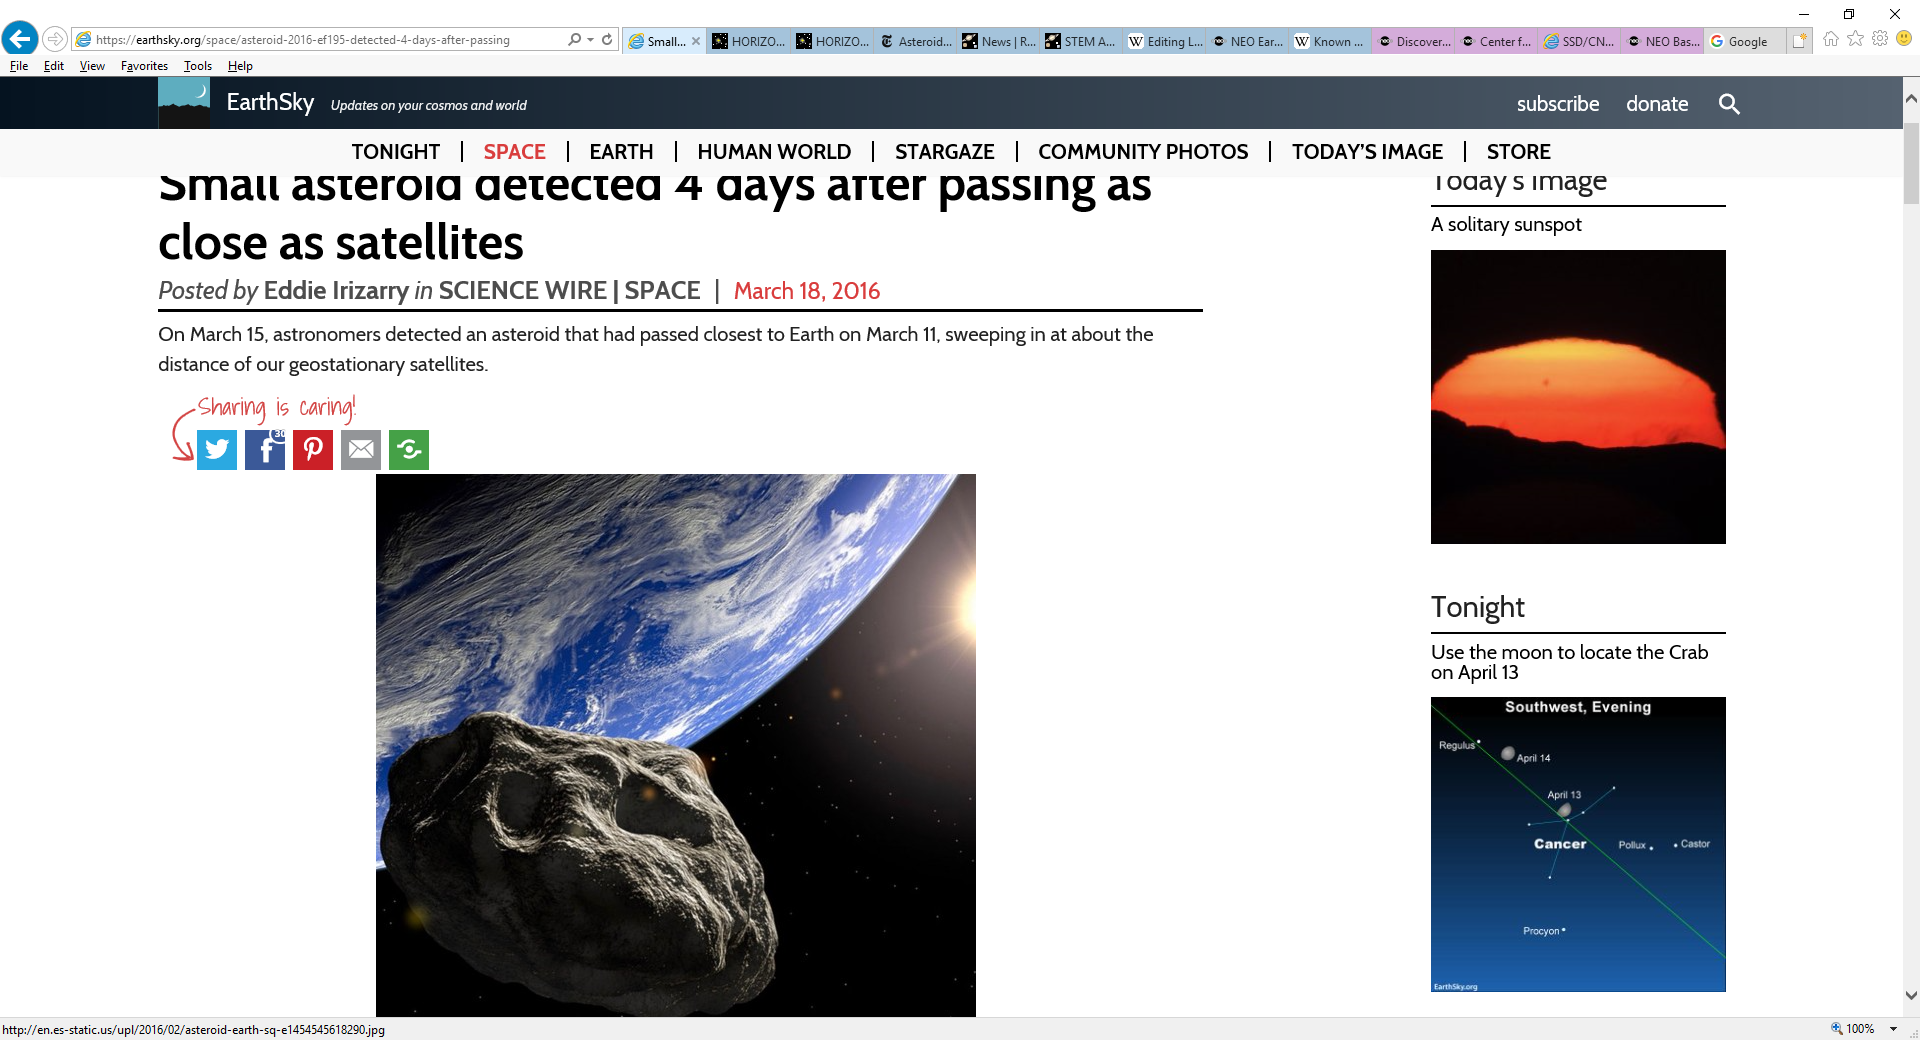 https://earthsky.org/space/asteroid-2016-ef195-detected-4-days-after-passing
Small... HORIZO... HORIZO... Asteroid... News | R... STEM A... Editing L... NEO Ear... Known ... Discover... Center f... SSD/CN... NEO Bas... Google
File Edit View Favorites Tools Help
EarthSky Updates on your cosmos and world subscribe donate
TONIGHT | SPACE | EARTH | HUMAN WORLD | STARGAZE | COMMUNITY PHOTOS | TODAY'S IMAGE | STORE
Small asteroid detected 4 days after passing as
close as satellites
Posted by Eddie Irizarry in SCIENCE WIRE | SPACE | March 18, 2016
On March 15, astronomers detected an asteroid that had passed closest to Earth on March 11, sweeping in at about the
distance of our geostationary satellites.
Sharing is caring!
Today's Image
A solitary sunspot
Tonight
Use the moon to locate the Crab
on April 13
Southwest, Evening
Regulus
April 14
April 13
Cancer
Pollux
Castor
Procyon
EarthSky.org
http://en.es-static.us/upl/2016/02/asteroid-earth-sq-e1454545618290.jpg
100%